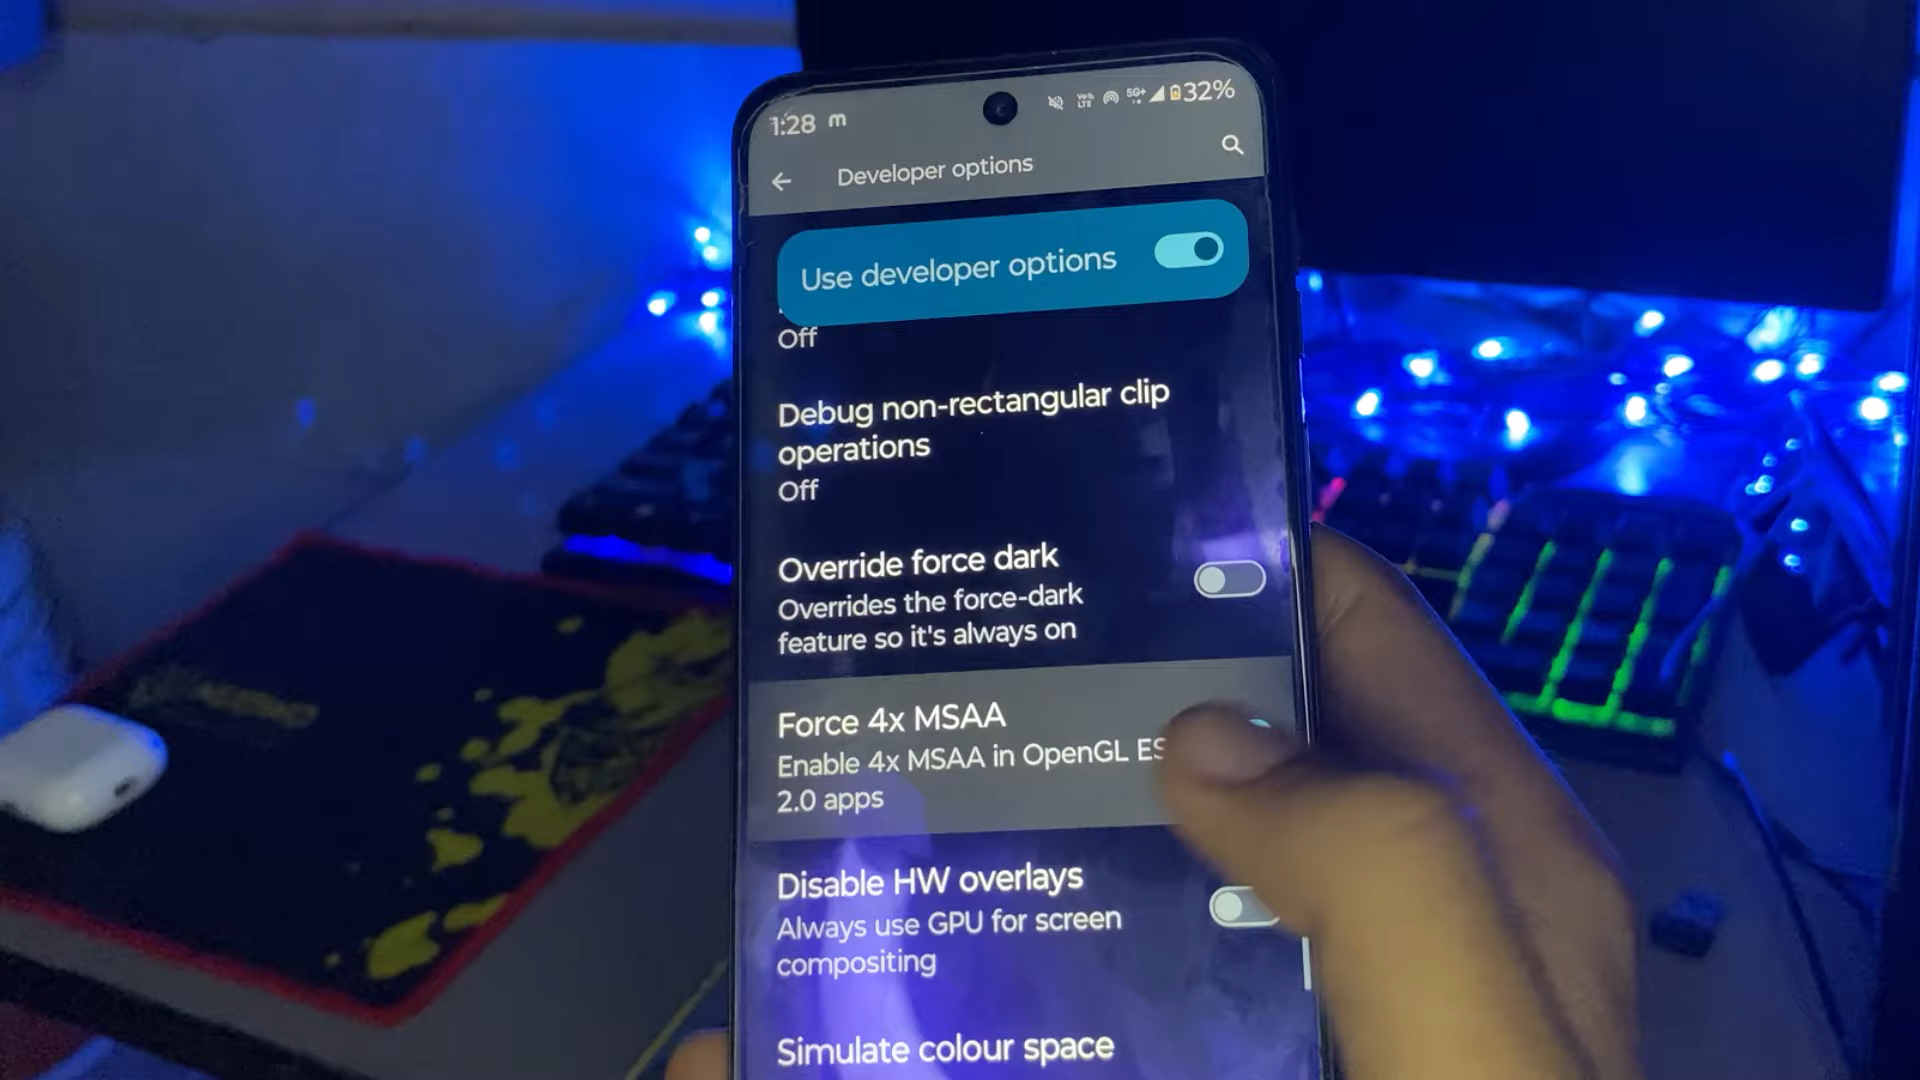 1:28 m VoLTE 5G+ 32%
Developer options
Use developer options
Off
Debug non-rectangular clip
operations
Off
Override force dark
Overrides the force-dark
feature so it's always on
Force 4x MSAA
Enable 4x MSAA in OpenGL ES
2.0 apps
Disable HW overlays
Always use GPU for screen
compositing
Simulate colour space